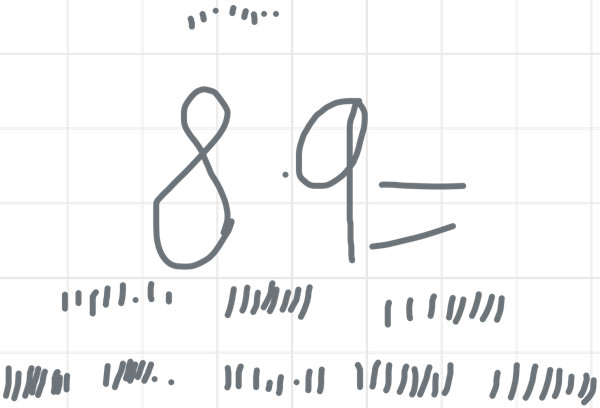 8 · 9 =